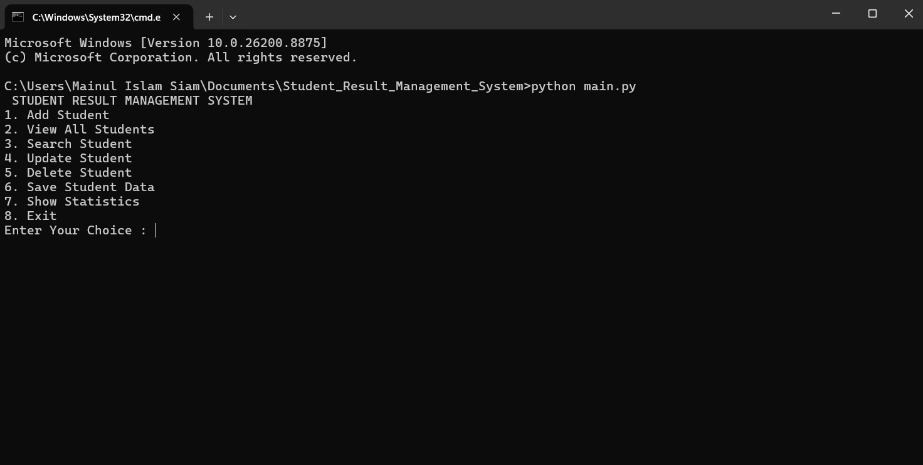 C:\Windows\System32\cmd.e
Microsoft Windows [Version 10.0.26200.8875]
(c) Microsoft Corporation. All rights reserved.
C:\Users\Mainul Islam Siam\Documents\Student_Result_Management_System>python main.py
STUDENT RESULT MANAGEMENT SYSTEM
1. Add Student
2. View All Students
3. Search Student
4. Update Student
5. Delete Student
6. Save Student Data
7. Show Statistics
8. Exit
Enter Your Choice :